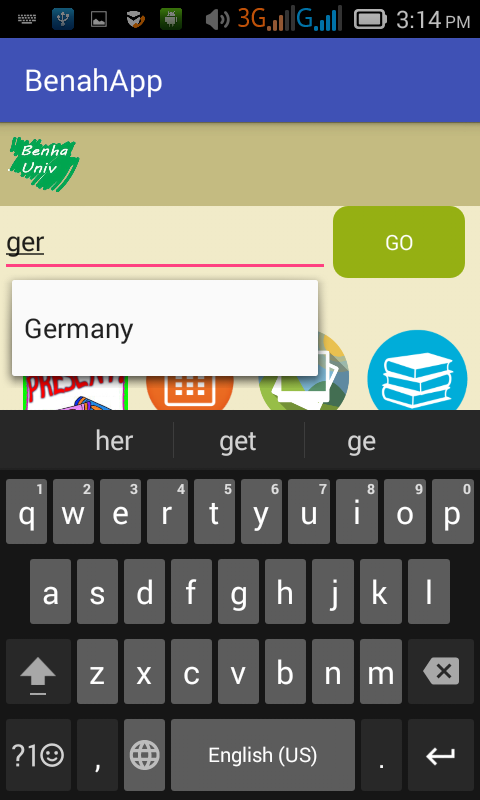 3G G 3:14 PM
BenahApp
Benha
Univ
ger
GO
Germany
PRESENT
her get ge
1 2 3 4 5 6 7 8 9 0
q w e r t y u i o p
a s d f g h j k l
z x c v b n m
?1☺ , English (US) .